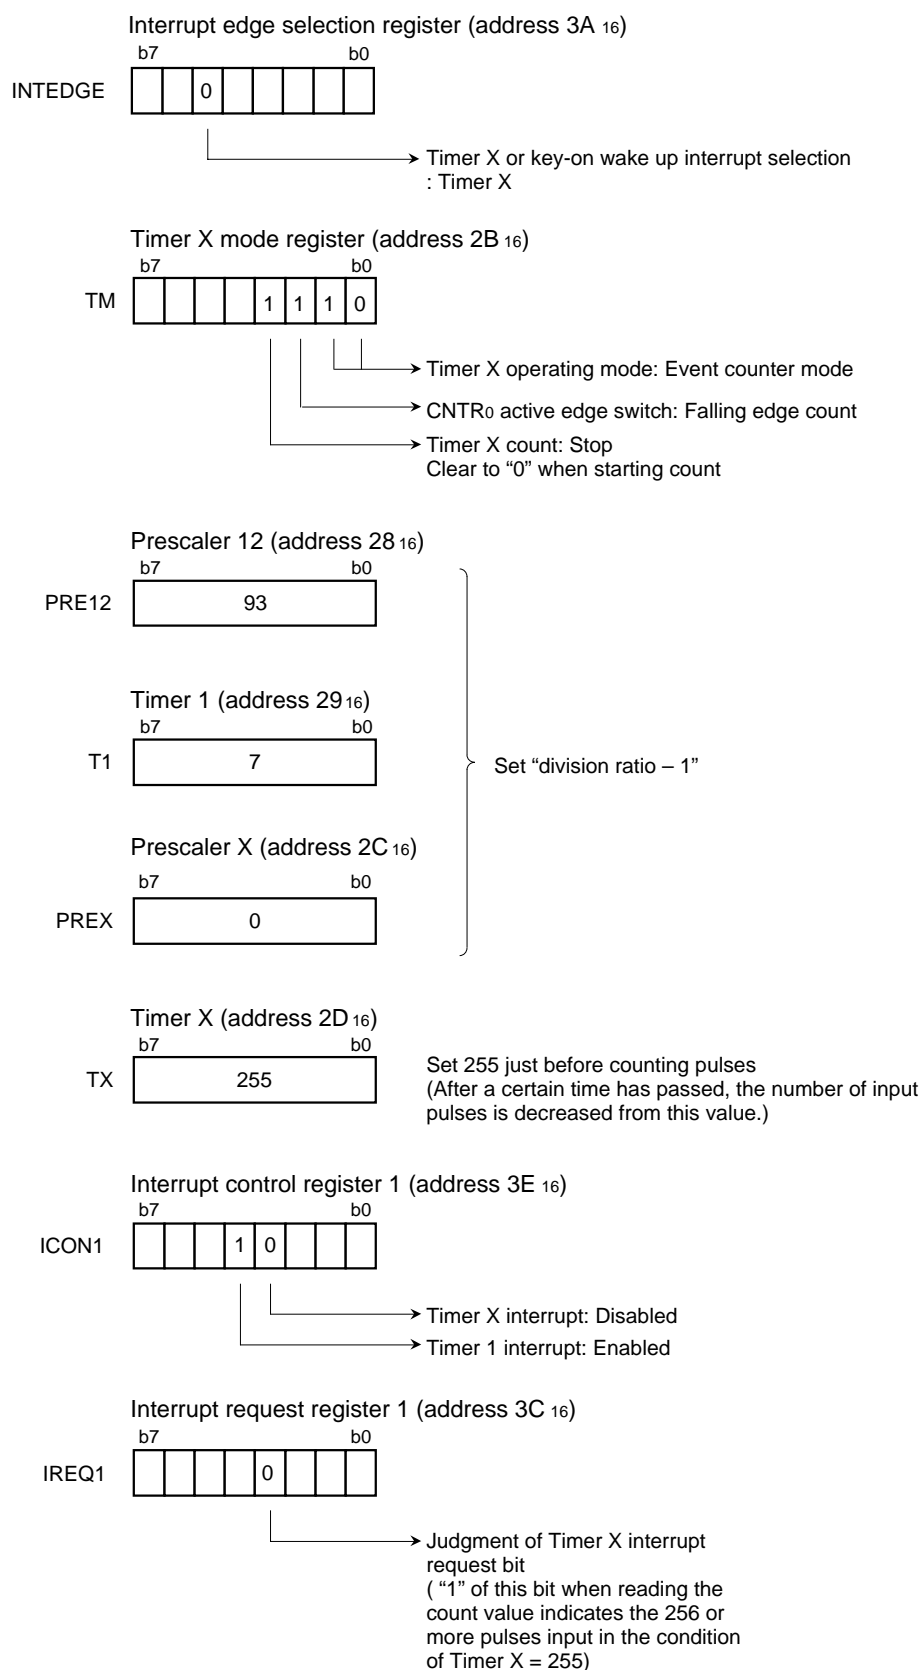 Interrupt edge selection register (address 3A 16)
b7 b0
INTEDGE 0
Timer X or key-on wake up interrupt selection
: Timer X
Timer X mode register (address 2B 16)
b7 b0
TM 1 1 1 0
Timer X operating mode: Event counter mode
CNTR0 active edge switch: Falling edge count
Timer X count: Stop
Clear to “0” when starting count
Prescaler 12 (address 28 16)
b7 b0
PRE12 93
Timer 1 (address 29 16)
b7 b0
T1 7
Set “division ratio – 1”
Prescaler X (address 2C 16)
b7 b0
PREX 0
Timer X (address 2D 16)
b7 b0
TX 255
Set 255 just before counting pulses
(After a certain time has passed, the number of input
pulses is decreased from this value.)
Interrupt control register 1 (address 3E 16)
b7 b0
ICON1 1 0
Timer X interrupt: Disabled
Timer 1 interrupt: Enabled
Interrupt request register 1 (address 3C 16)
b7 b0
IREQ1 0
Judgment of Timer X interrupt
request bit
( “1” of this bit when reading the
count value indicates the 256 or
more pulses input in the condition
of Timer X = 255)